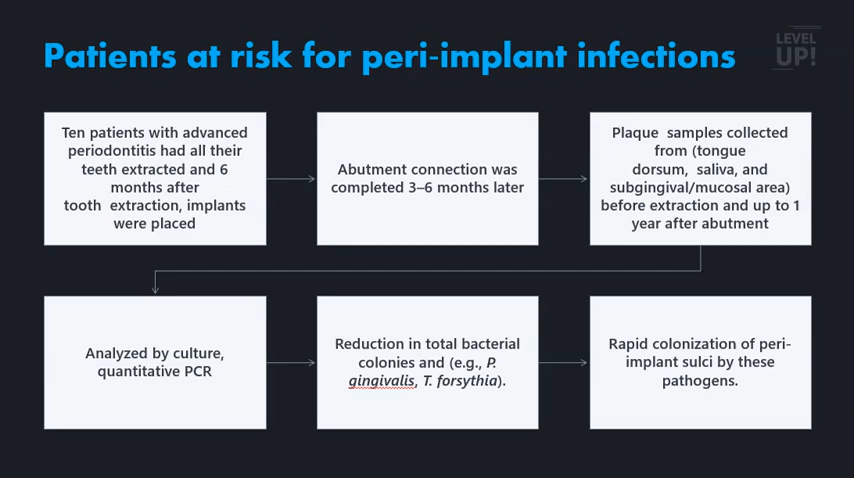 LEVEL
UP!
Patients at risk for peri-implant infections
Ten patients with advanced
periodontitis had all their
teeth extracted and 6
months after
tooth extraction, implants
were placed
Abutment connection was
completed 3–6 months later
Plaque samples collected
from (tongue
dorsum, saliva, and
subgingival/mucosal area)
before extraction and up to 1
year after abutment
Analyzed by culture,
quantitative PCR
Reduction in total bacterial
colonies and (e.g., P.
gingivalis, T. forsythia).
Rapid colonization of peri-
implant sulci by these
pathogens.